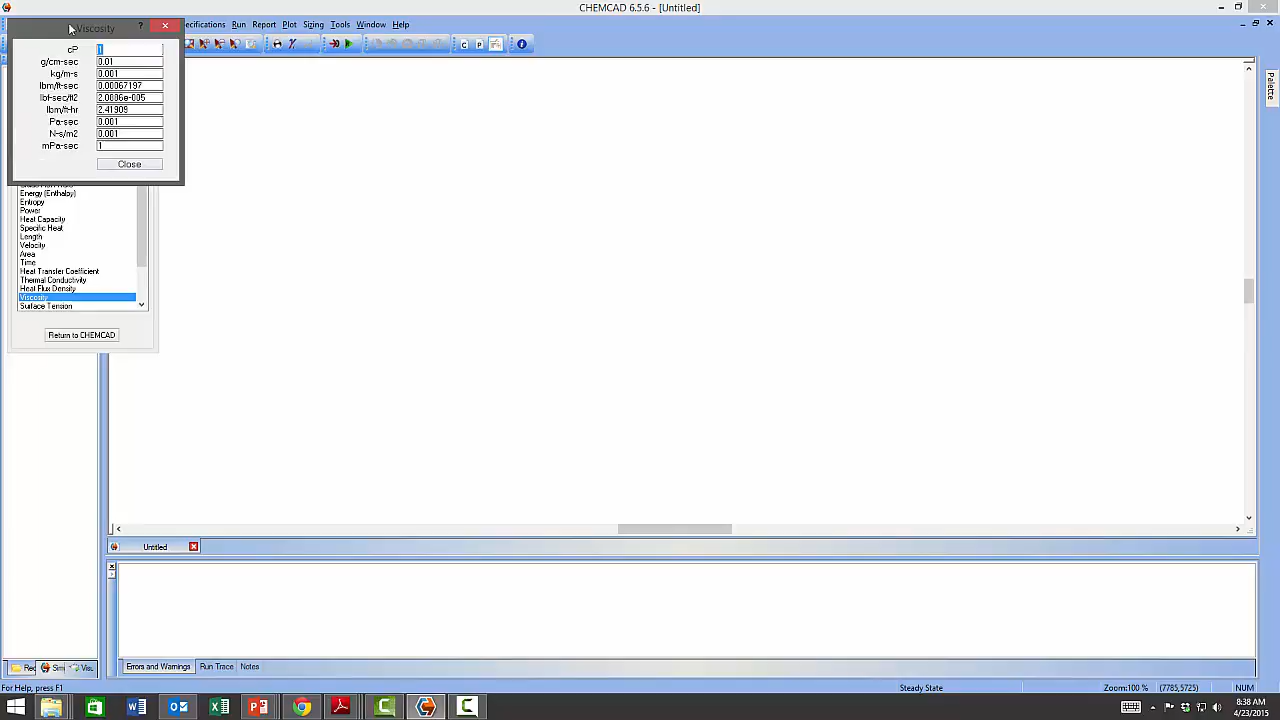 CHEMCAD 6.5.6 - [Untitled]
Viscosity
Specifications Run Report Plot Sizing Tools Window Help
cP 1
g/cm-sec 0.01
kg/m-s 0.001
lbm/ft-sec 0.00067197
lbf-sec/ft2 2.0886e-005
lbm/ft-hr 2.41909
Pa-sec 0.001
N-s/m2 0.001
mPa-sec 1
Close
Palette
Energy (Enthalpy)
Entropy
Power
Heat Capacity
Specific Heat
Length
Velocity
Area
Time
Heat Transfer Coefficient
Thermal Conductivity
Heat Flux Density
Viscosity
Surface Tension
Return to CHEMCAD
Untitled
Errors and Warnings Run Trace Notes
For Help, press F1
Steady State
Zoom:100 %
(7785,5725)
NUM
8:38 AM
4/23/2015